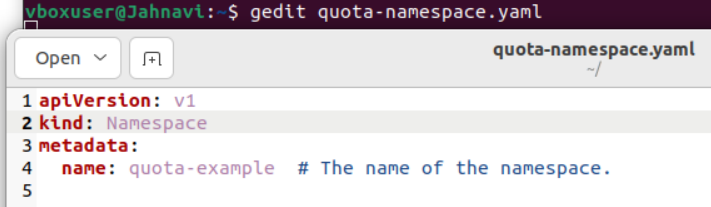 vboxuser@Jahnavi:~$ gedit quota-namespace.yaml
Open
quota-namespace.yaml
~/
1 apiVersion: v1
2 kind: Namespace
3 metadata:
4   name: quota-example  # The name of the namespace.
5